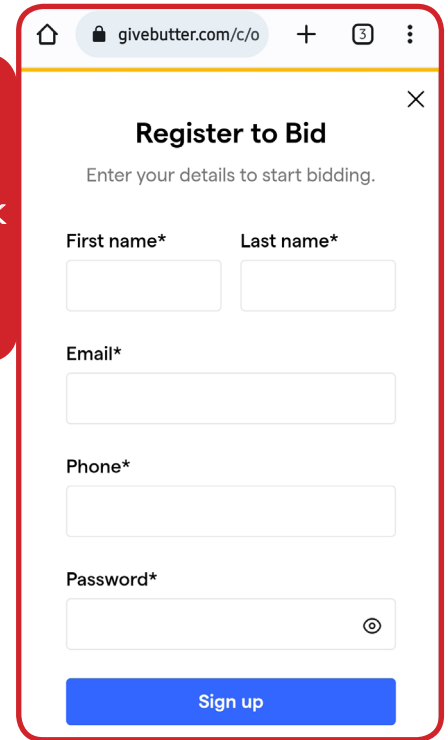 givebutter.com/c/o
3
Register to Bid
Enter your details to start bidding.
First name* Last name*
Email*
Phone*
Password*
Sign up